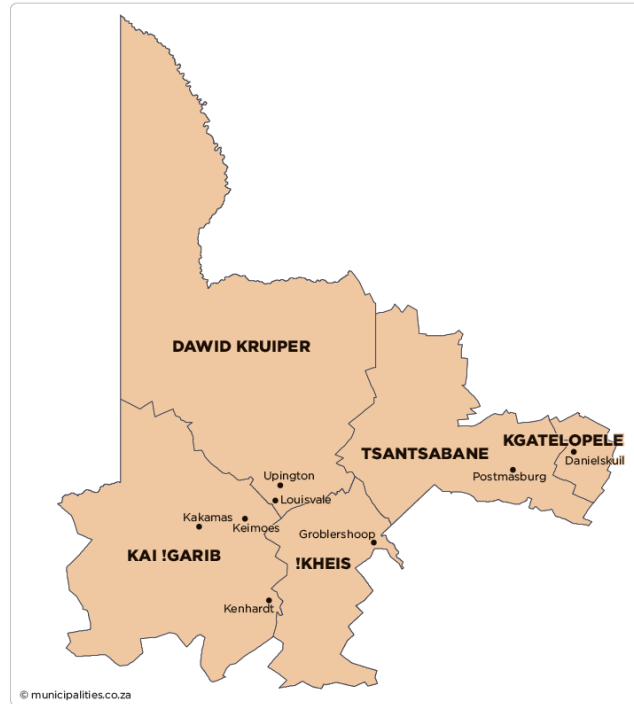 DAWID KRUIPER
KGATELOPELE
TSANTSABANE
Danielskuil
Postmasburg
Upington
Louisvale
Kakamas
Keimoes
Groblershoop
KAI !GARIB
!KHEIS
Kenhardt
© municipalities.co.za